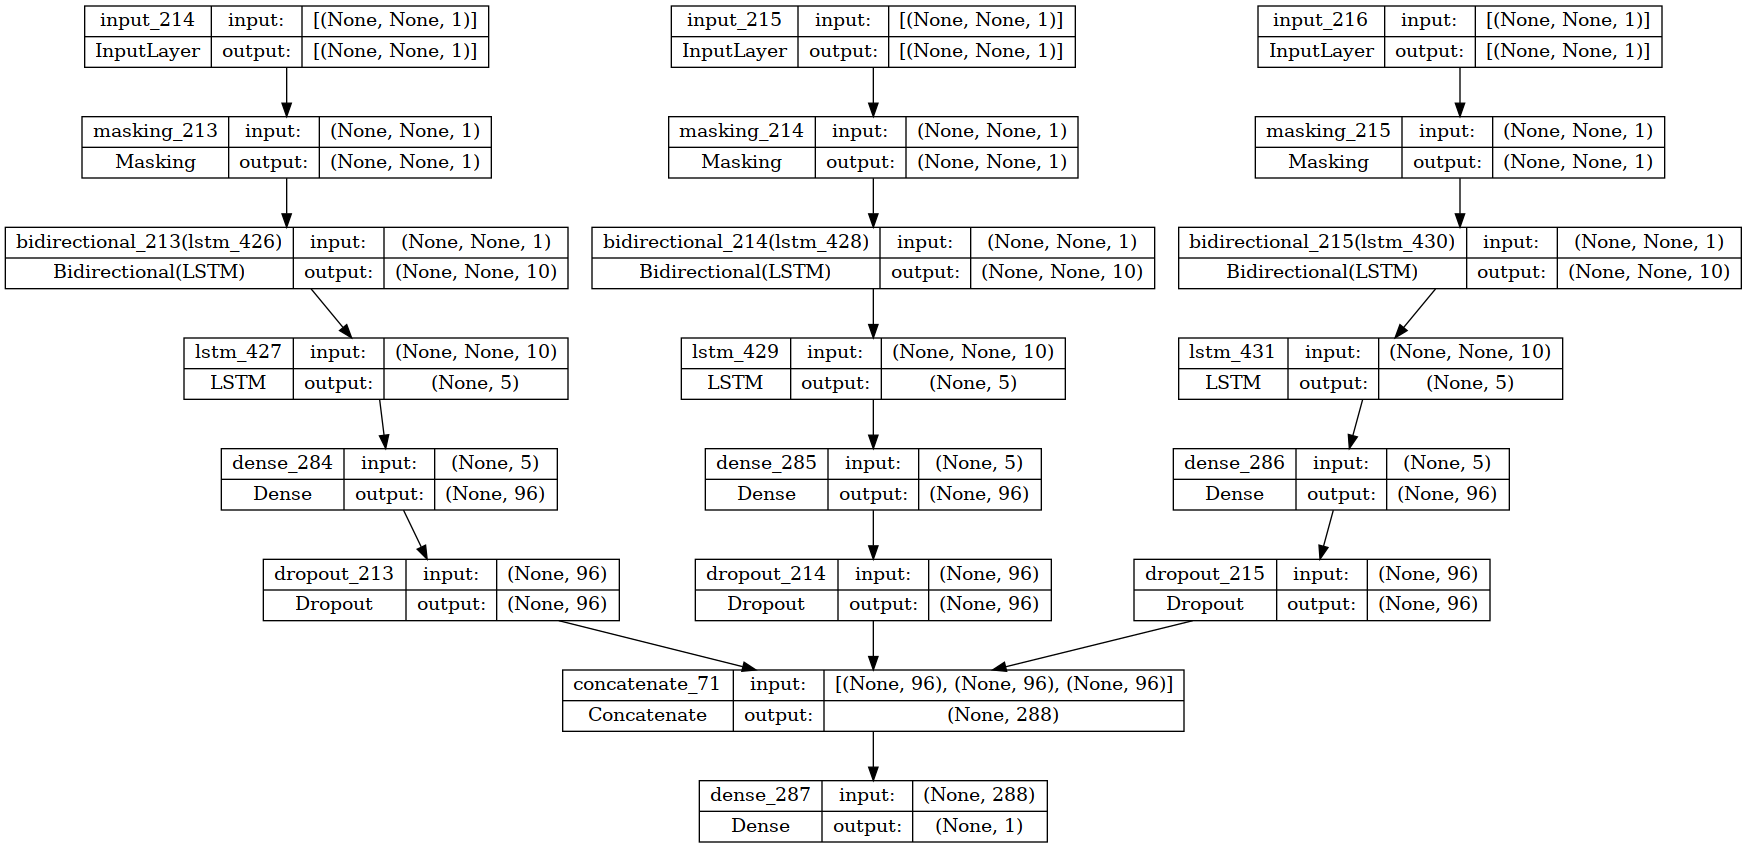 input_214 input: [(None, None, 1)]
InputLayer output: [(None, None, 1)]
input_215 input: [(None, None, 1)]
InputLayer output: [(None, None, 1)]
input_216 input: [(None, None, 1)]
InputLayer output: [(None, None, 1)]
masking_213 input: (None, None, 1)
Masking output: (None, None, 1)
masking_214 input: (None, None, 1)
Masking output: (None, None, 1)
masking_215 input: (None, None, 1)
Masking output: (None, None, 1)
bidirectional_213(lstm_426) input: (None, None, 1)
Bidirectional(LSTM) output: (None, None, 10)
bidirectional_214(lstm_428) input: (None, None, 1)
Bidirectional(LSTM) output: (None, None, 10)
bidirectional_215(lstm_430) input: (None, None, 1)
Bidirectional(LSTM) output: (None, None, 10)
lstm_427 input: (None, None, 10)
LSTM output: (None, 5)
lstm_429 input: (None, None, 10)
LSTM output: (None, 5)
lstm_431 input: (None, None, 10)
LSTM output: (None, 5)
dense_284 input: (None, 5)
Dense output: (None, 96)
dense_285 input: (None, 5)
Dense output: (None, 96)
dense_286 input: (None, 5)
Dense output: (None, 96)
dropout_213 input: (None, 96)
Dropout output: (None, 96)
dropout_214 input: (None, 96)
Dropout output: (None, 96)
dropout_215 input: (None, 96)
Dropout output: (None, 96)
concatenate_71 input: [(None, 96), (None, 96), (None, 96)]
Concatenate output: (None, 288)
dense_287 input: (None, 288)
Dense output: (None, 1)